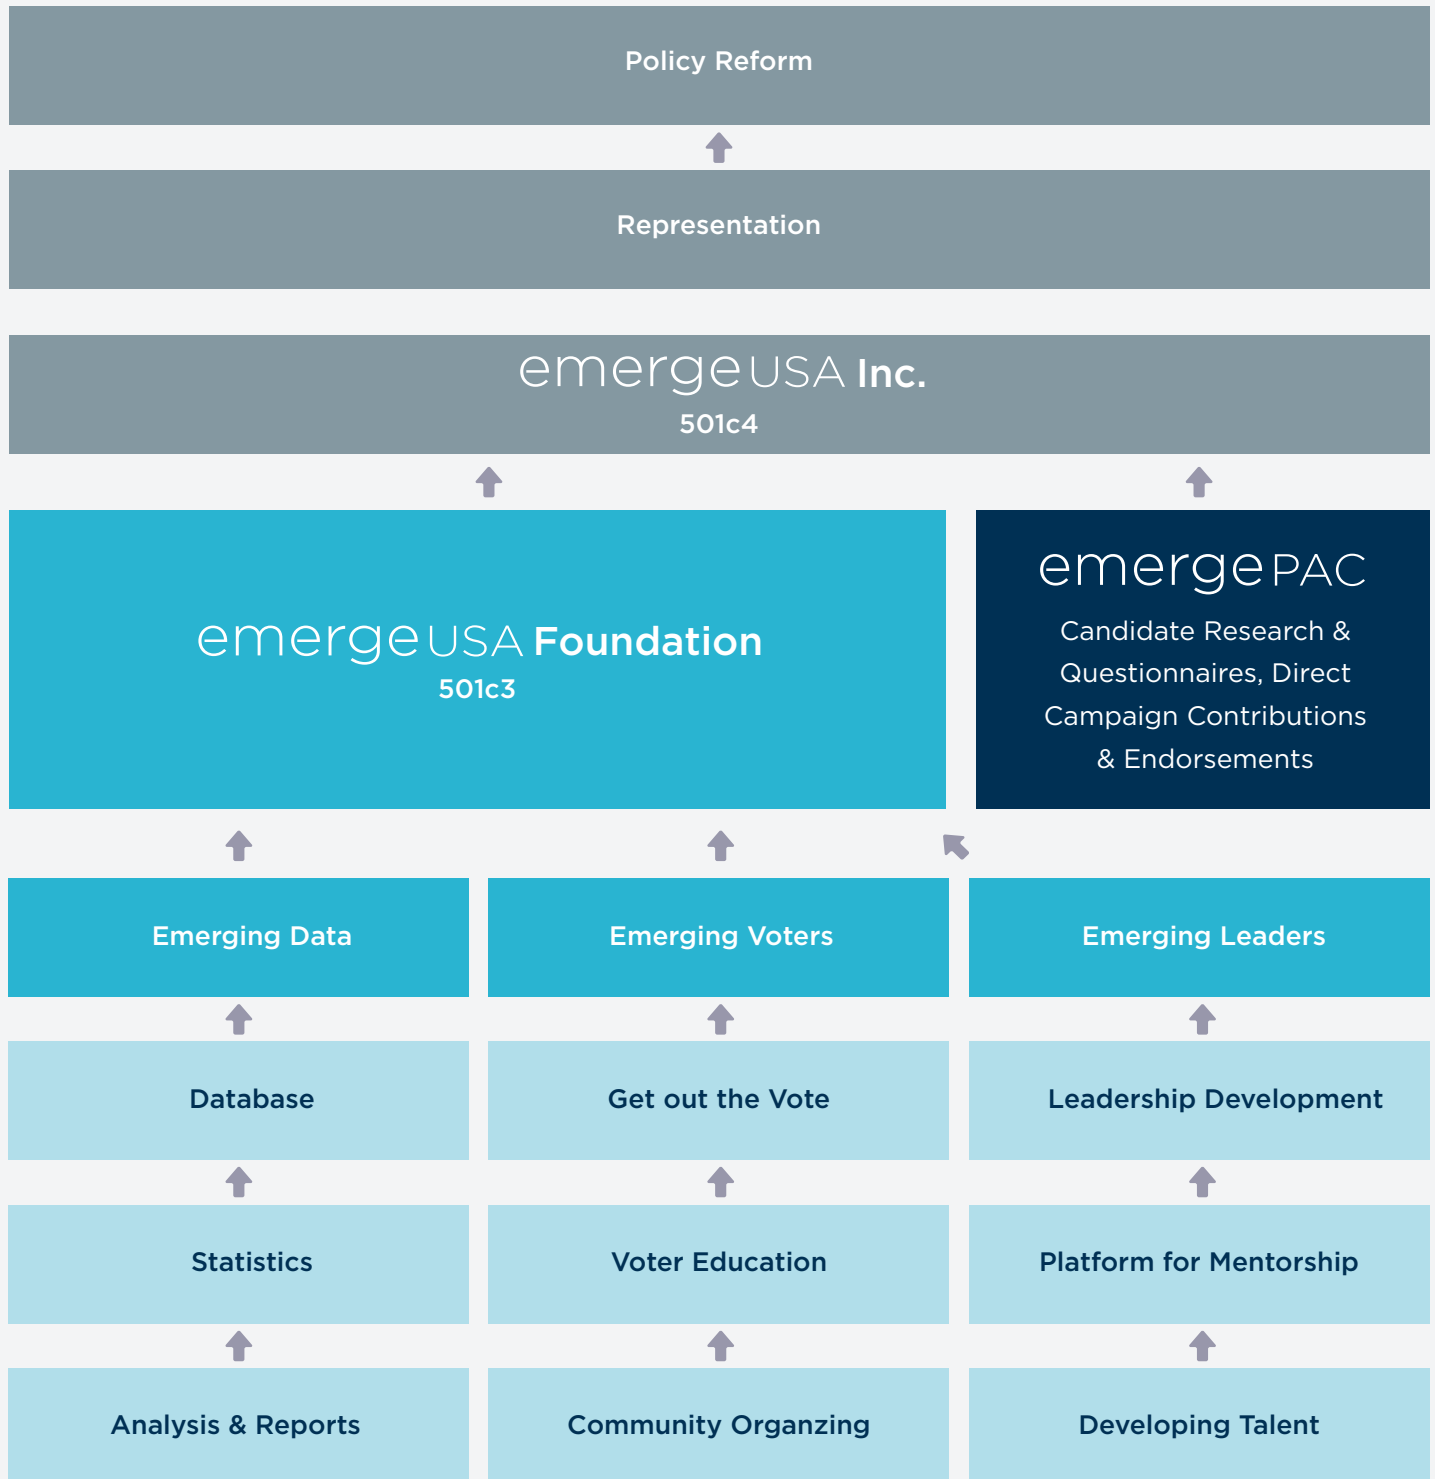 Policy Reform
Representation
emergeUSA Inc.
501c4
emergeUSA Foundation
501c3
emergePAC
Candidate Research &
Questionnaires, Direct
Campaign Contributions
& Endorsements
Emerging Data
Emerging Voters
Emerging Leaders
Database
Get out the Vote
Leadership Development
Statistics
Voter Education
Platform for Mentorship
Analysis & Reports
Community Organzing
Developing Talent